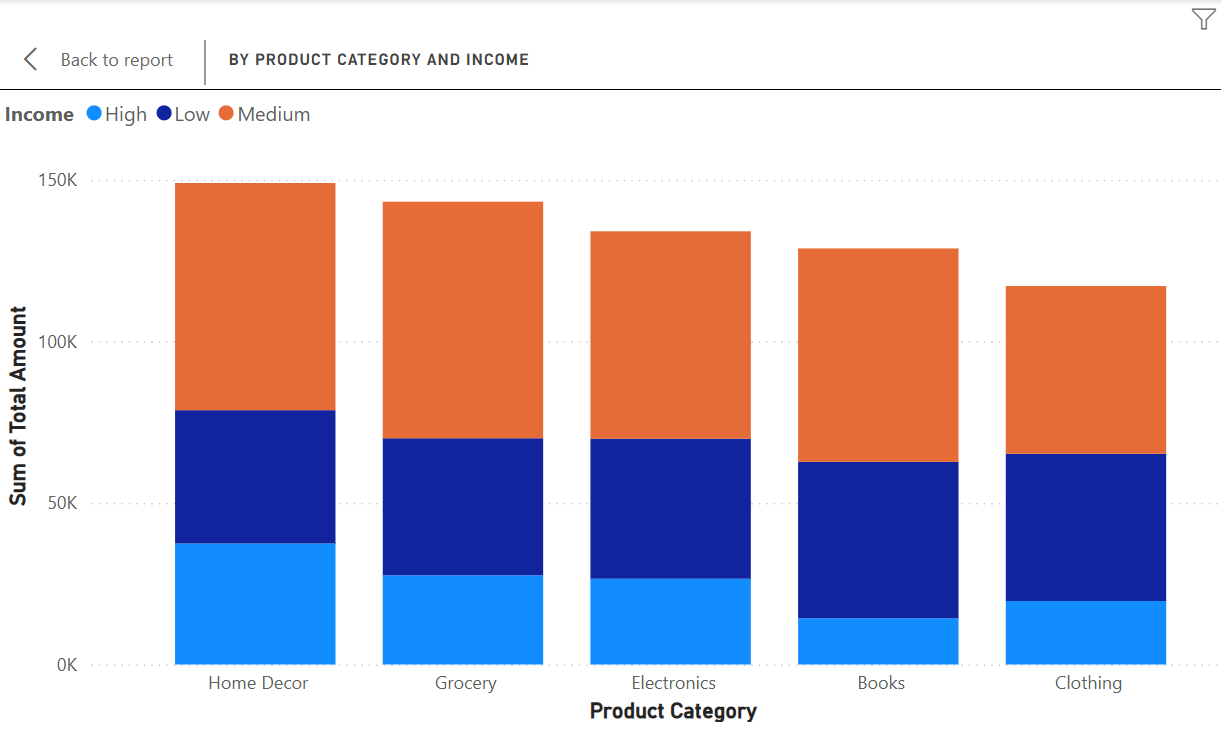 Back to report
BY PRODUCT CATEGORY AND INCOME
Income High Low Medium
150K
100K
50K
0K
Sum of Total Amount
Home Decor Grocery Electronics Books Clothing
Product Category